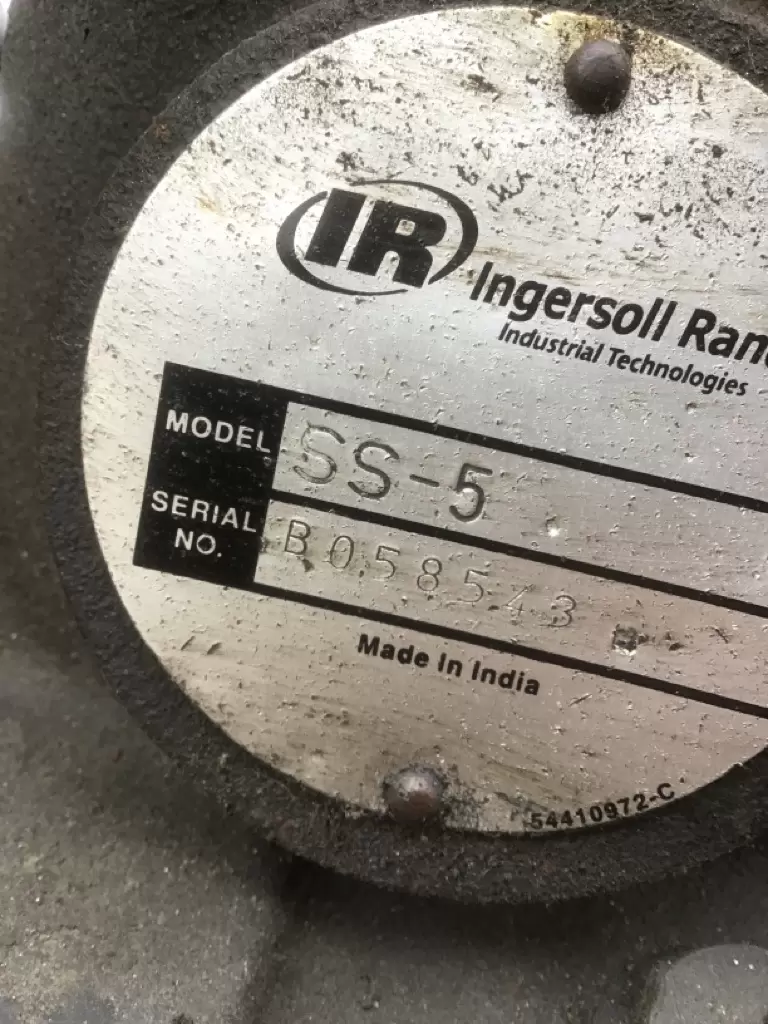 IR
Ingersoll Ran
Industrial Technologies
MODEL SS-5
SERIAL NO. B058543
Made In India
54410972-C